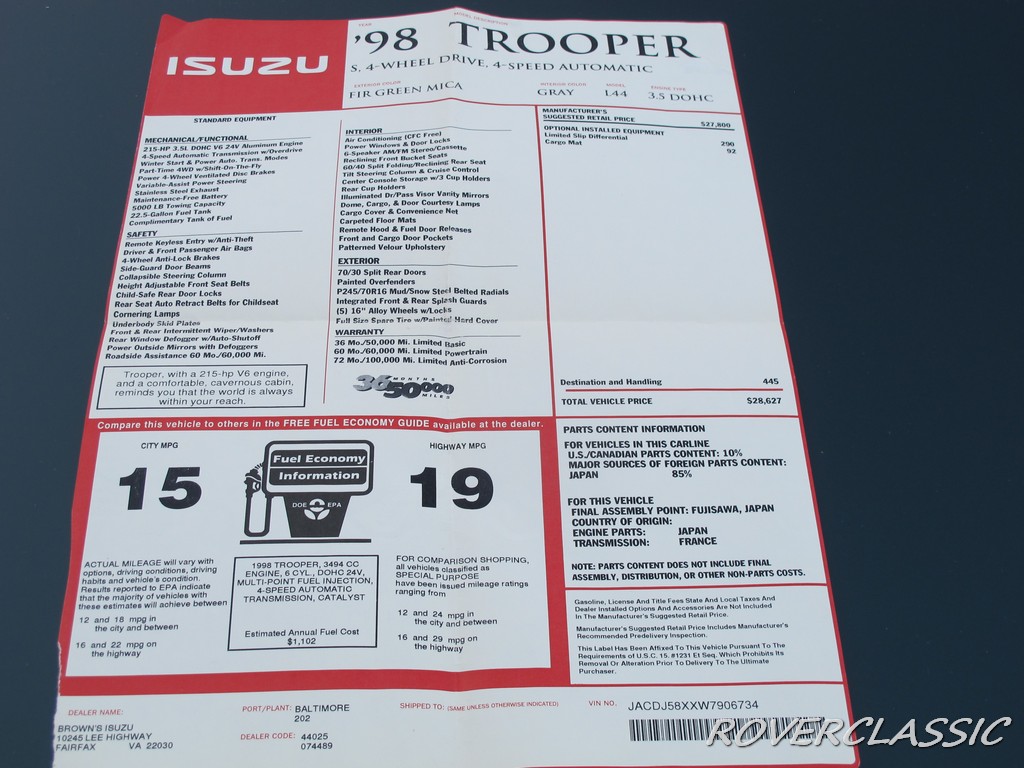 ISUZU
YEAR
MODEL DESCRIPTION
'98 TROOPER
S, 4-WHEEL DRIVE, 4-SPEED AUTOMATIC
EXTERIOR COLOR
FIR GREEN MICA
INTERIOR COLOR
GRAY
MODEL
L44
ENGINE TYPE
3.5 DOHC
STANDARD EQUIPMENT
MECHANICAL/FUNCTIONAL
215-HP 3.5L DOHC V6 24V Aluminum Engine
4-Speed Automatic Transmission w/Overdrive
Winter Start & Power Auto. Trans. Modes
Part-Time 4WD w/Shift-On-The-Fly
Power 4-Wheel Ventilated Disc Brakes
Variable-Assist Power Steering
Stainless Steel Exhaust
Maintenance-Free Battery
5000 LB Towing Capacity
22.5-Gallon Fuel Tank
Complimentary Tank of Fuel
SAFETY
Remote Keyless Entry w/Anti-Theft
Driver & Front Passenger Air Bags
4-Wheel Anti-Lock Brakes
Side-Guard Door Beams
Collapsible Steering Column
Height Adjustable Front Seat Belts
Child-Safe Rear Door Locks
Rear Seat Auto Retract Belts for Childseat
Cornering Lamps
Underbody Skid Plates
Front & Rear Intermittent Wiper/Washers
Rear Window Defogger w/Auto-Shutoff
Power Outside Mirrors with Defoggers
Roadside Assistance 60 Mo./60,000 Mi.
Trooper, with a 215-hp V6 engine,
and a comfortable, cavernous cabin,
reminds you that the world is always
within your reach.
INTERIOR
Air Conditioning (CFC Free)
Power Windows & Door Locks
6-Speaker AM/FM Stereo/Cassette
Reclining Front Bucket Seats
60/40 Split Folding/Reclining Rear Seat
Tilt Steering Column & Cruise Control
Center Console Storage w/3 Cup Holders
Rear Cup Holders
Illuminated Dr/Pass Visor Vanity Mirrors
Dome, Cargo, & Door Courtesy Lamps
Cargo Cover & Convenience Net
Carpeted Floor Mats
Remote Hood & Fuel Door Releases
Front and Cargo Door Pockets
Patterned Velour Upholstery
EXTERIOR
70/30 Split Rear Doors
Painted Overfenders
P245/70R16 Mud/Snow Steel Belted Radials
Integrated Front & Rear Splash Guards
(5) 16" Alloy Wheels w/Locks
Full Size Spare Tire w/Painted Hard Cover
WARRANTY
36 Mo./50,000 Mi. Limited Basic
60 Mo./60,000 Mi. Limited Powertrain
72 Mo./100,000 Mi. Limited Anti-Corrosion
36 MONTHS
50,000 MILES
MANUFACTURER'S
SUGGESTED RETAIL PRICE $27,800
OPTIONAL INSTALLED EQUIPMENT
Limited Slip Differential 290
Cargo Mat 92
Destination and Handling 445
TOTAL VEHICLE PRICE $28,627
Compare this vehicle to others in the FREE FUEL ECONOMY GUIDE available at the dealer.
CITY MPG
15
Fuel Economy
Information
DOE EPA
HIGHWAY MPG
19
ACTUAL MILEAGE will vary with
options, driving conditions, driving
habits and vehicle's condition.
Results reported to EPA indicate
that the majority of vehicles with
these estimates will achieve between
12 and 18 mpg in
the city and between
16 and 22 mpg on
the highway
1998 TROOPER, 3494 CC
ENGINE, 6 CYL., DOHC 24V,
MULTI-POINT FUEL INJECTION,
4-SPEED AUTOMATIC
TRANSMISSION, CATALYST
Estimated Annual Fuel Cost
$1,102
FOR COMPARISON SHOPPING,
all vehicles classified as
SPECIAL PURPOSE
have been issued mileage ratings
ranging from
12 and 24 mpg in
the city and between
16 and 29 mpg on
the highway
PARTS CONTENT INFORMATION
FOR VEHICLES IN THIS CARLINE
U.S./CANADIAN PARTS CONTENT: 10%
MAJOR SOURCES OF FOREIGN PARTS CONTENT:
JAPAN 85%
FOR THIS VEHICLE
FINAL ASSEMBLY POINT: FUJISAWA, JAPAN
COUNTRY OF ORIGIN:
ENGINE PARTS: JAPAN
TRANSMISSION: FRANCE
NOTE: PARTS CONTENT DOES NOT INCLUDE FINAL
ASSEMBLY, DISTRIBUTION, OR OTHER NON-PARTS COSTS.
Gasoline, License And Title Fees State And Local Taxes And
Dealer Installed Options And Accessories Are Not Included
In The Manufacturer's Suggested Retail Price.
Manufacturer's Suggested Retail Price Includes Manufacturer's
Recommended Predelivery Inspection.
This Label Has Been Affixed To This Vehicle Pursuant To The
Requirements of U.S.C. 15. #1231 Et Seq. Which Prohibits Its
Removal Or Alteration Prior To Delivery To The Ultimate
Purchaser.
DEALER NAME:
BROWN'S ISUZU
10245 LEE HIGHWAY
FAIRFAX VA 22030
PORT/PLANT: BALTIMORE
202
DEALER CODE: 44025
074489
SHIPPED TO: (SAME UNLESS OTHERWISE INDICATED)
VIN NO. JACDJ58XXW7906734
ROVERCLASSIC